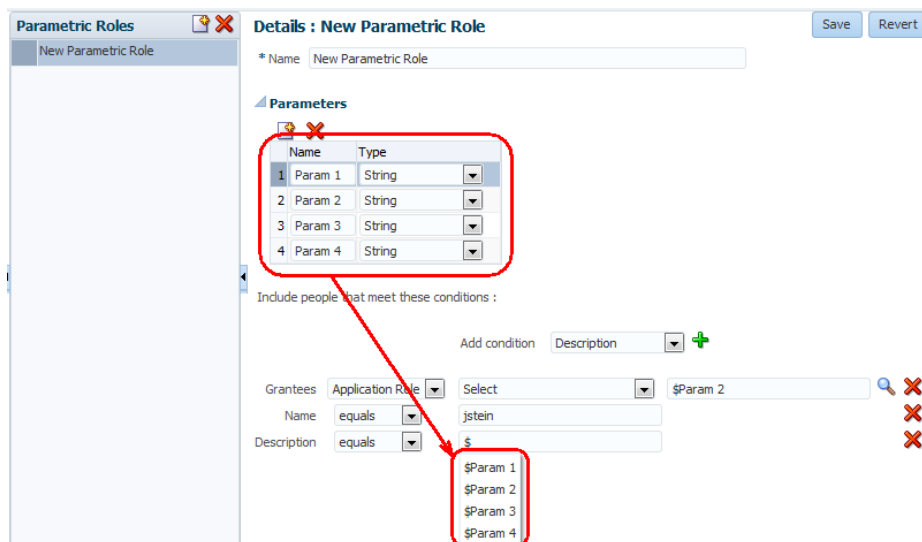 Parametric Roles
New Parametric Role
Details : New Parametric Role
Save
Revert
* Name New Parametric Role
Parameters
Name Type
1 Param 1 String
2 Param 2 String
3 Param 3 String
4 Param 4 String
Include people that meet these conditions :
Add condition Description
Grantees Application Role Select $Param 2
Name equals jstein
Description equals $
$Param 1
$Param 2
$Param 3
$Param 4